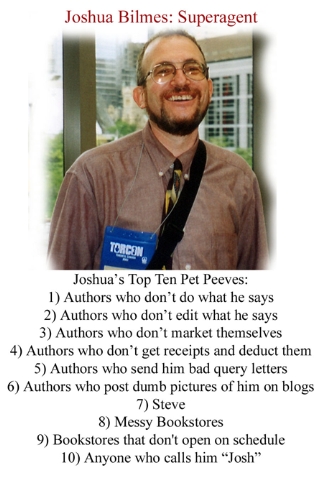 Joshua Bilmes: Superagent
TORCON
Joshua's Top Ten Pet Peeves:
1) Authors who don't do what he says
2) Authors who don't edit what he says
3) Authors who don't market themselves
4) Authors who don't get receipts and deduct them
5) Authors who send him bad query letters
6) Authors who post dumb pictures of him on blogs
7) Steve
8) Messy Bookstores
9) Bookstores that don't open on schedule
10) Anyone who calls him “Josh”